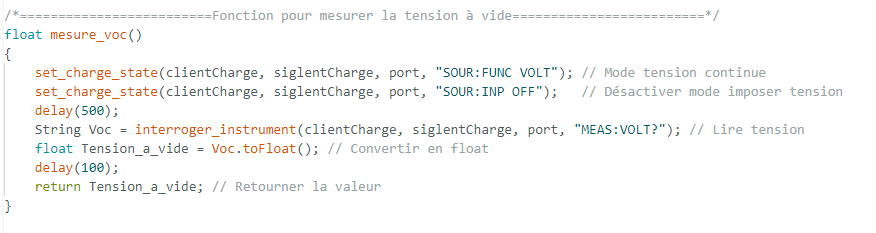 /*=========================Fonction pour mesurer la tension à vide=========================*/
float mesure_voc()
{
    set_charge_state(clientCharge, siglentCharge, port, "SOUR:FUNC VOLT"); // Mode tension continue
    set_charge_state(clientCharge, siglentCharge, port, "SOUR:INP OFF");   // Désactiver mode imposer tension
    delay(500);
    String Voc = interroger_instrument(clientCharge, siglentCharge, port, "MEAS:VOLT?"); // Lire tension
    float Tension_a_vide = Voc.toFloat(); // Convertir en float
    delay(100);
    return Tension_a_vide; // Retourner la valeur
}